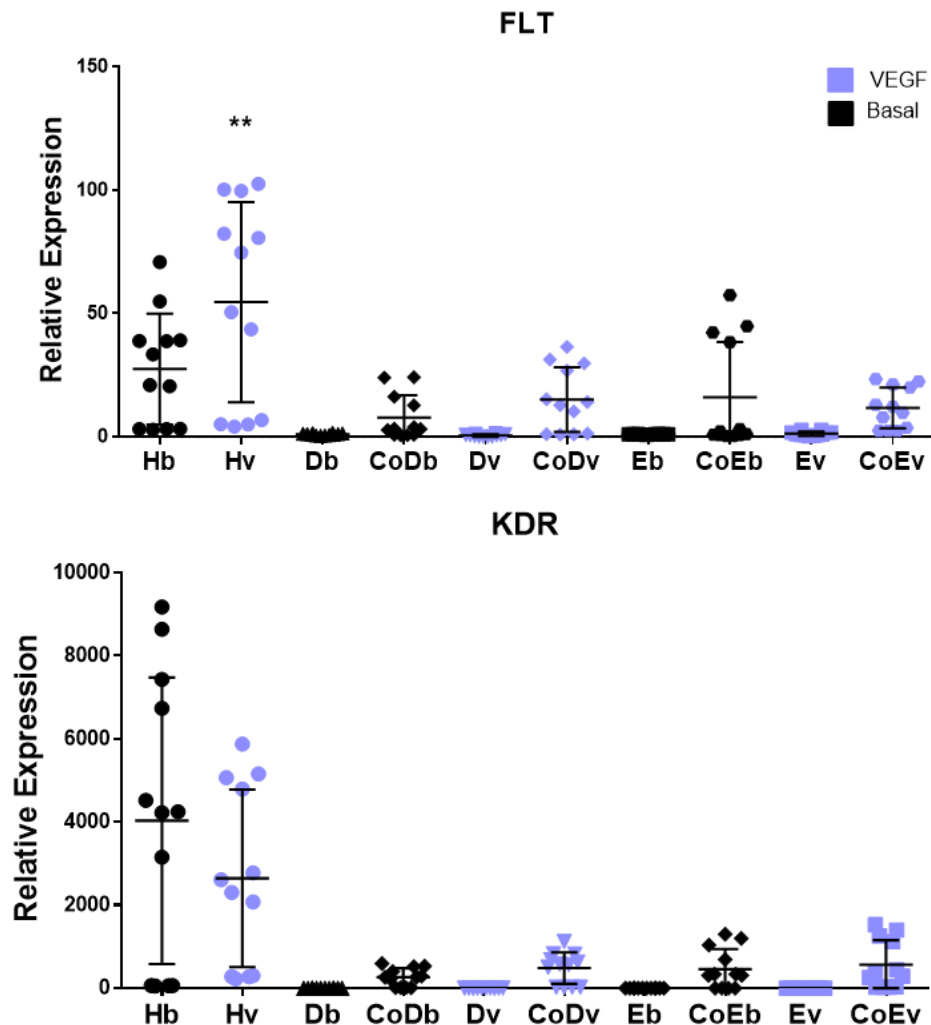 FLT
Relative Expression
150
100
50
0
**
VEGF
Basal
Hb Hv Db CoDb Dv CoDv Eb CoEb Ev CoEv
KDR
Relative Expression
10000
8000
6000
4000
2000
0
Hb Hv Db CoDb Dv CoDv Eb CoEb Ev CoEv